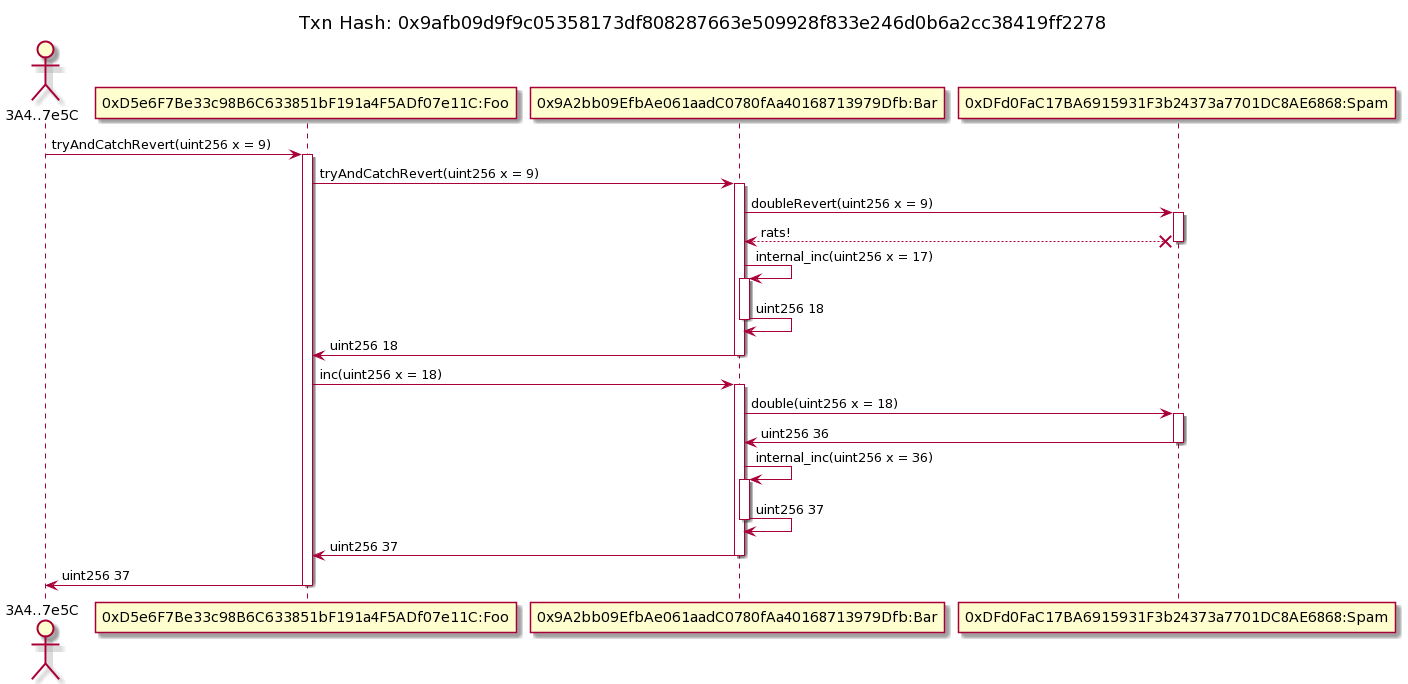 Txn Hash: 0x9afb09d9f9c05358173df808287663e509928f833e246d0b6a2cc38419ff2278
3A4..7e5C
0xD5e6F7Be33c98B6C633851bF191a4F5ADf07e11C:Foo
0x9A2bb09EfbAe061aadC0780fAa40168713979Dfb:Bar
0xDFd0FaC17BA6915931F3b24373a7701DC8AE6868:Spam
tryAndCatchRevert(uint256 x = 9)
tryAndCatchRevert(uint256 x = 9)
doubleRevert(uint256 x = 9)
rats!
internal_inc(uint256 x = 17)
uint256 18
uint256 18
inc(uint256 x = 18)
double(uint256 x = 18)
uint256 36
internal_inc(uint256 x = 36)
uint256 37
uint256 37
uint256 37
3A4..7e5C
0xD5e6F7Be33c98B6C633851bF191a4F5ADf07e11C:Foo
0x9A2bb09EfbAe061aadC0780fAa40168713979Dfb:Bar
0xDFd0FaC17BA6915931F3b24373a7701DC8AE6868:Spam